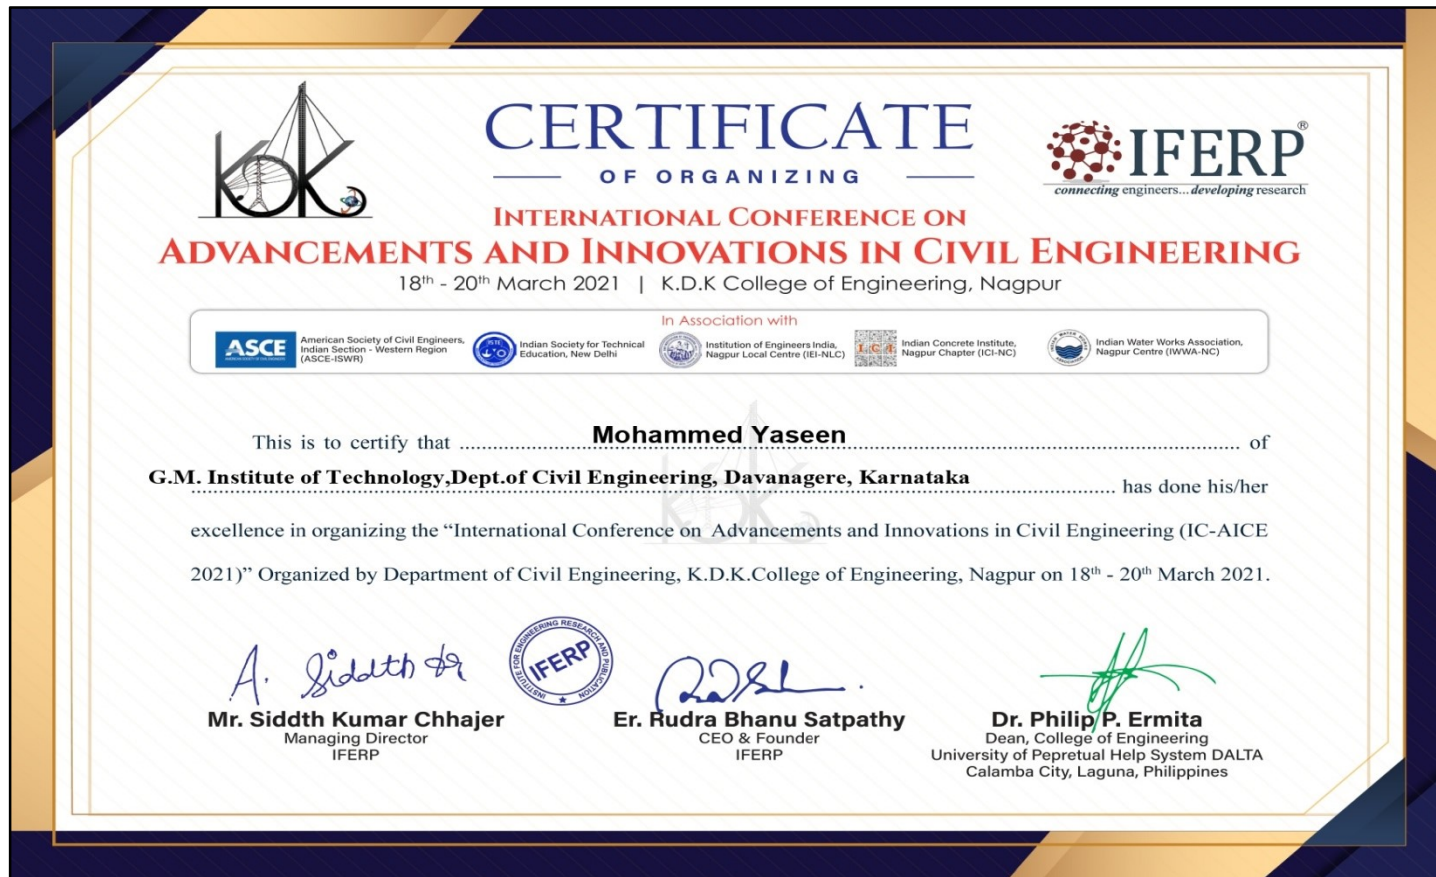 CERTIFICATE
OF ORGANIZING
IFERP®
connecting engineers...developing research
INTERNATIONAL CONFERENCE ON
ADVANCEMENTS AND INNOVATIONS IN CIVIL ENGINEERING
18th - 20th March 2021 | K.D.K College of Engineering, Nagpur
In Association with
ASCE
American Society of Civil Engineers,
Indian Section - Western Region
(ASCE-ISWR)
Indian Society for Technical
Education, New Delhi
Institution of Engineers India,
Nagpur Local Centre (IEI-NLC)
I.C.I.
Indian Concrete Institute,
Nagpur Chapter (ICI-NC)
Indian Water Works Association,
Nagpur Centre (IWWA-NC)
This is to certify that Mohammed Yaseen of
G.M. Institute of Technology,Dept.of Civil Engineering, Davanagere, Karnataka has done his/her
excellence in organizing the “International Conference on Advancements and Innovations in Civil Engineering (IC-AICE
2021)” Organized by Department of Civil Engineering, K.D.K.College of Engineering, Nagpur on 18th - 20th March 2021.
A. Siddth
INSTITUTE FOR ENGINEERING RESEARCH AND PUBLICATION
IFERP
Mr. Siddth Kumar Chhajer
Managing Director
IFERP
Er. Rudra Bhanu Satpathy
CEO & Founder
IFERP
Dr. Philip P. Ermita
Dean, College of Engineering
University of Pepretual Help System DALTA
Calamba City, Laguna, Philippines